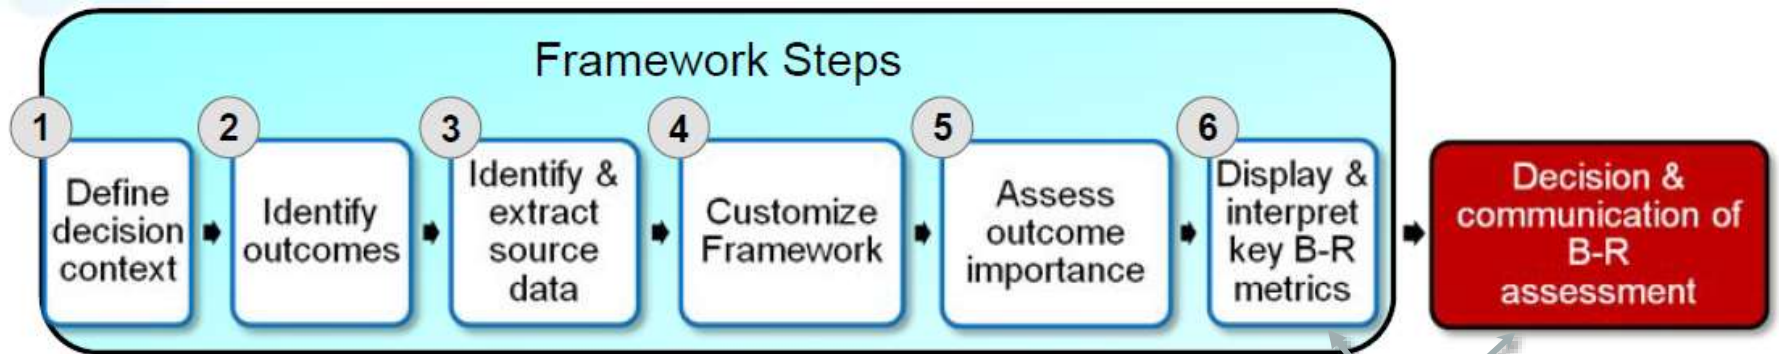 Framework Steps
1
Define
decision
context
2
Identify
outcomes
3
Identify &
extract
source
data
4
Customize
Framework
5
Assess
outcome
importance
6
Display &
interpret
key B-R
metrics
Decision &
communication of
B-R
assessment